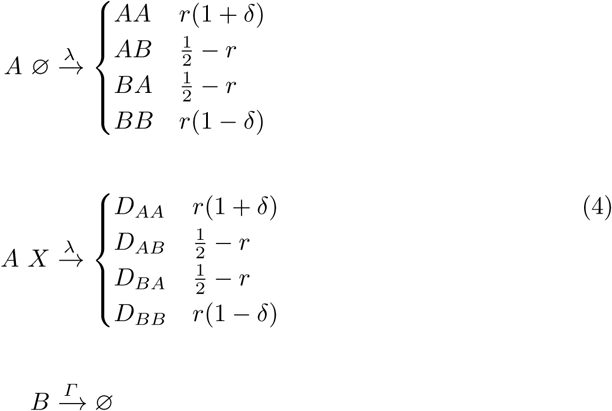 AA r(1 + δ)
AB 1/2 − r
A ∅ →^λ {
BA 1/2 − r
BB r(1 − δ)
D_AA r(1 + δ)
D_AB 1/2 − r
A X →^λ {
D_BA 1/2 − r
D_BB r(1 − δ)
(4)
B →^Γ ∅